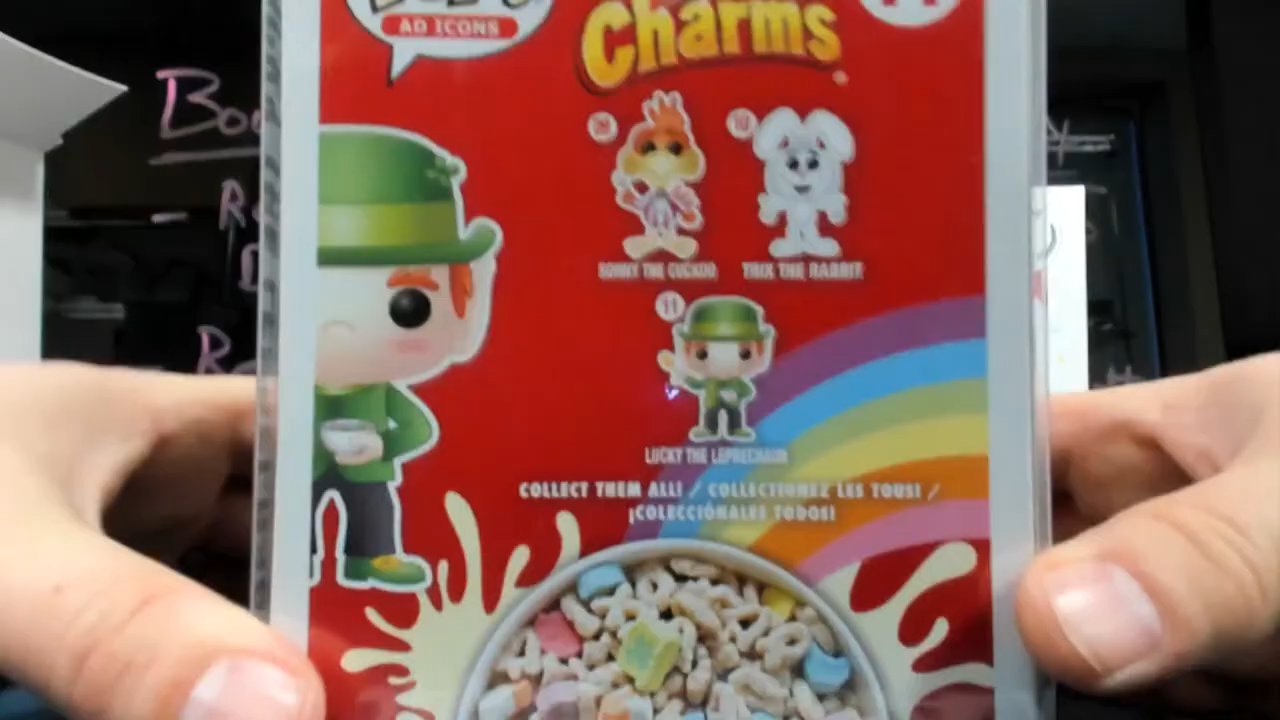 AD ICONS
Charms
10
SONNY THE CUCKOO TRIX THE RABBIT
11
LUCKY THE LEPRECHAUN
COLLECT THEM ALL! / COLLECTIONEZ LES TOUS! /
¡COLECCIÓNALES TODOS!